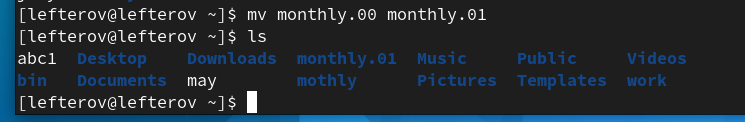 [lefterov@lefterov ~]$ mv monthly.00 monthly.01
[lefterov@lefterov ~]$ ls
abc1  Desktop    Downloads  monthly.01  Music     Public     Videos
bin   Documents  may        mothly      Pictures  Templates  work
[lefterov@lefterov ~]$